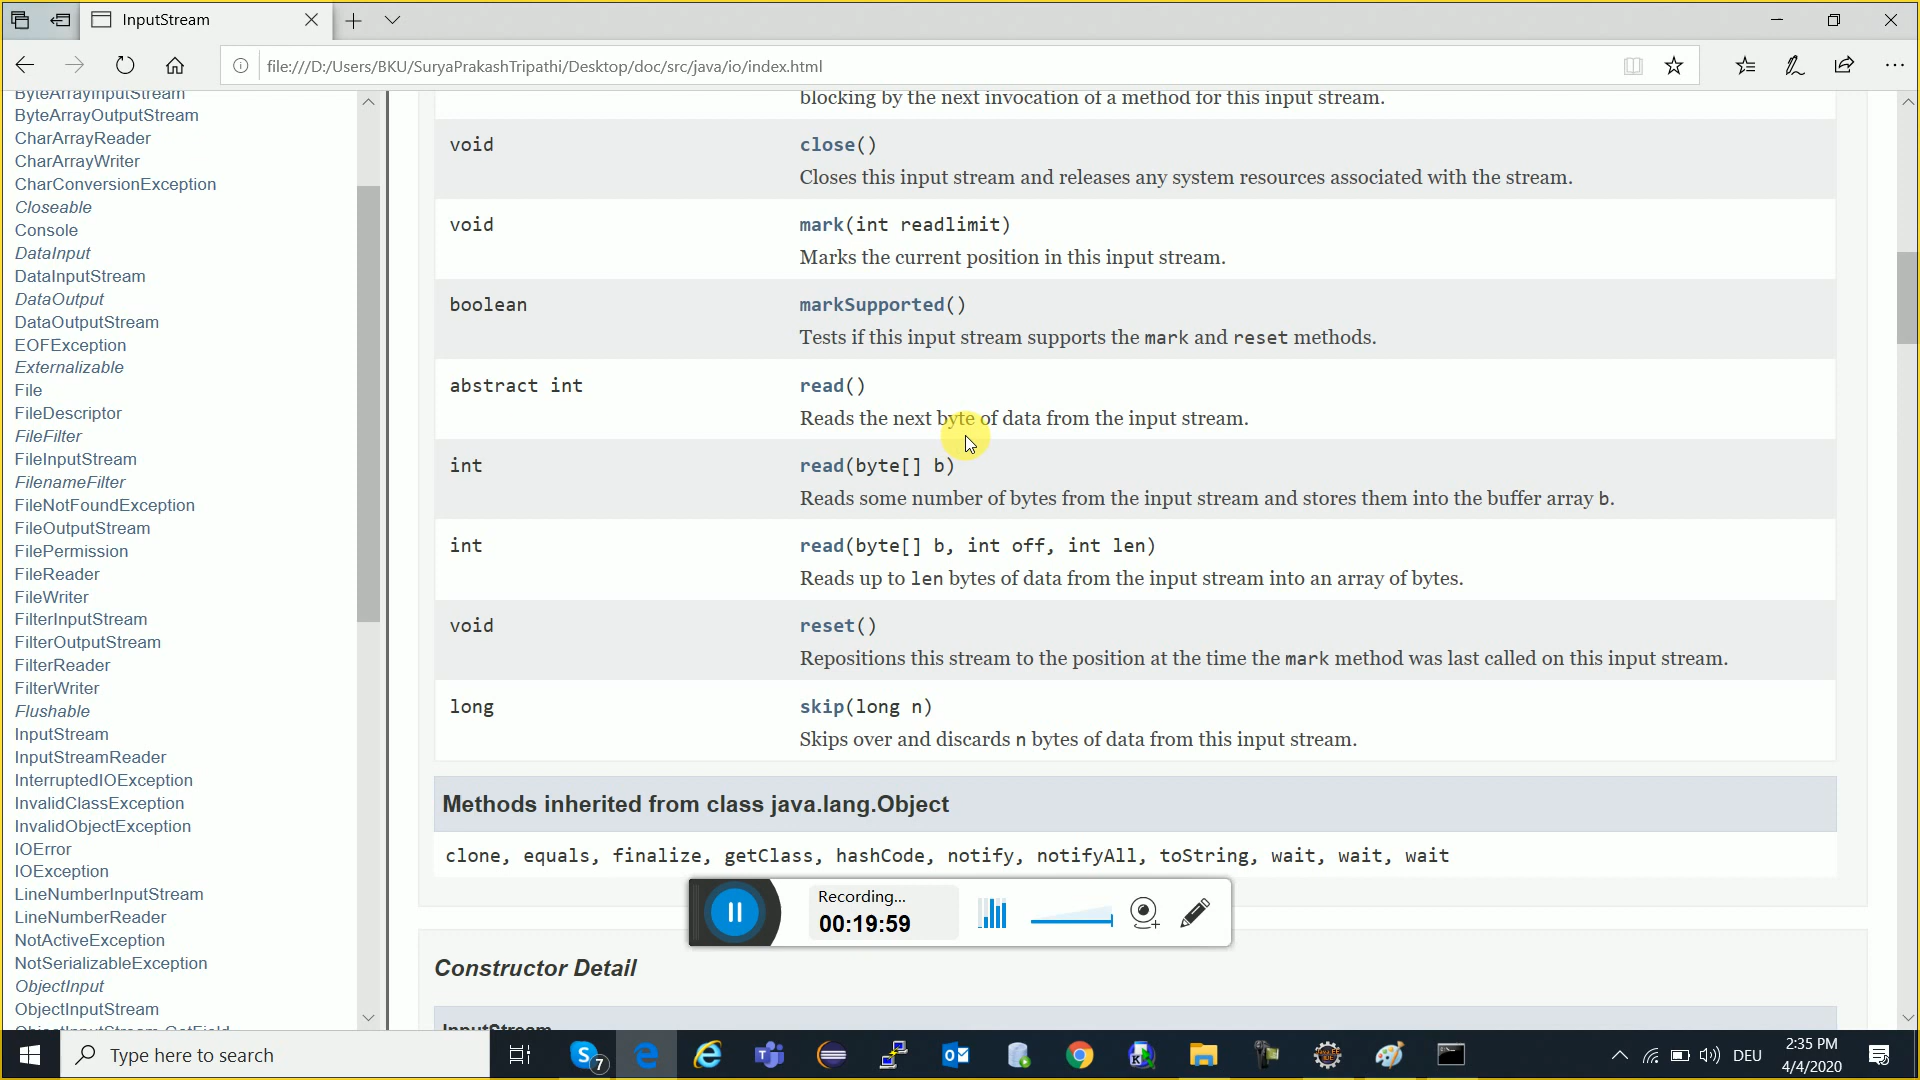 InputStream
file:///D:/Users/BKU/SuryaPrakashTripathi/Desktop/doc/src/java/io/index.html
ByteArrayInputStream
ByteArrayOutputStream
CharArrayReader
CharArrayWriter
CharConversionException
Closeable
Console
DataInput
DataInputStream
DataOutput
DataOutputStream
EOFException
Externalizable
File
FileDescriptor
FileFilter
FileInputStream
FilenameFilter
FileNotFoundException
FileOutputStream
FilePermission
FileReader
FileWriter
FilterInputStream
FilterOutputStream
FilterReader
FilterWriter
Flushable
InputStream
InputStreamReader
InterruptedIOException
InvalidClassException
InvalidObjectException
IOError
IOException
LineNumberInputStream
LineNumberReader
NotActiveException
NotSerializableException
ObjectInput
ObjectInputStream
ObjectInputStream.GetField
blocking by the next invocation of a method for this input stream.
void close()
Closes this input stream and releases any system resources associated with the stream.
void mark(int readlimit)
Marks the current position in this input stream.
boolean markSupported()
Tests if this input stream supports the mark and reset methods.
abstract int read()
Reads the next byte of data from the input stream.
int read(byte[] b)
Reads some number of bytes from the input stream and stores them into the buffer array b.
int read(byte[] b, int off, int len)
Reads up to len bytes of data from the input stream into an array of bytes.
void reset()
Repositions this stream to the position at the time the mark method was last called on this input stream.
long skip(long n)
Skips over and discards n bytes of data from this input stream.
Methods inherited from class java.lang.Object
clone, equals, finalize, getClass, hashCode, notify, notifyAll, toString, wait, wait, wait
Recording...
00:19:59
Constructor Detail
InputStream
Type here to search
7
DEU
2:35 PM
4/4/2020